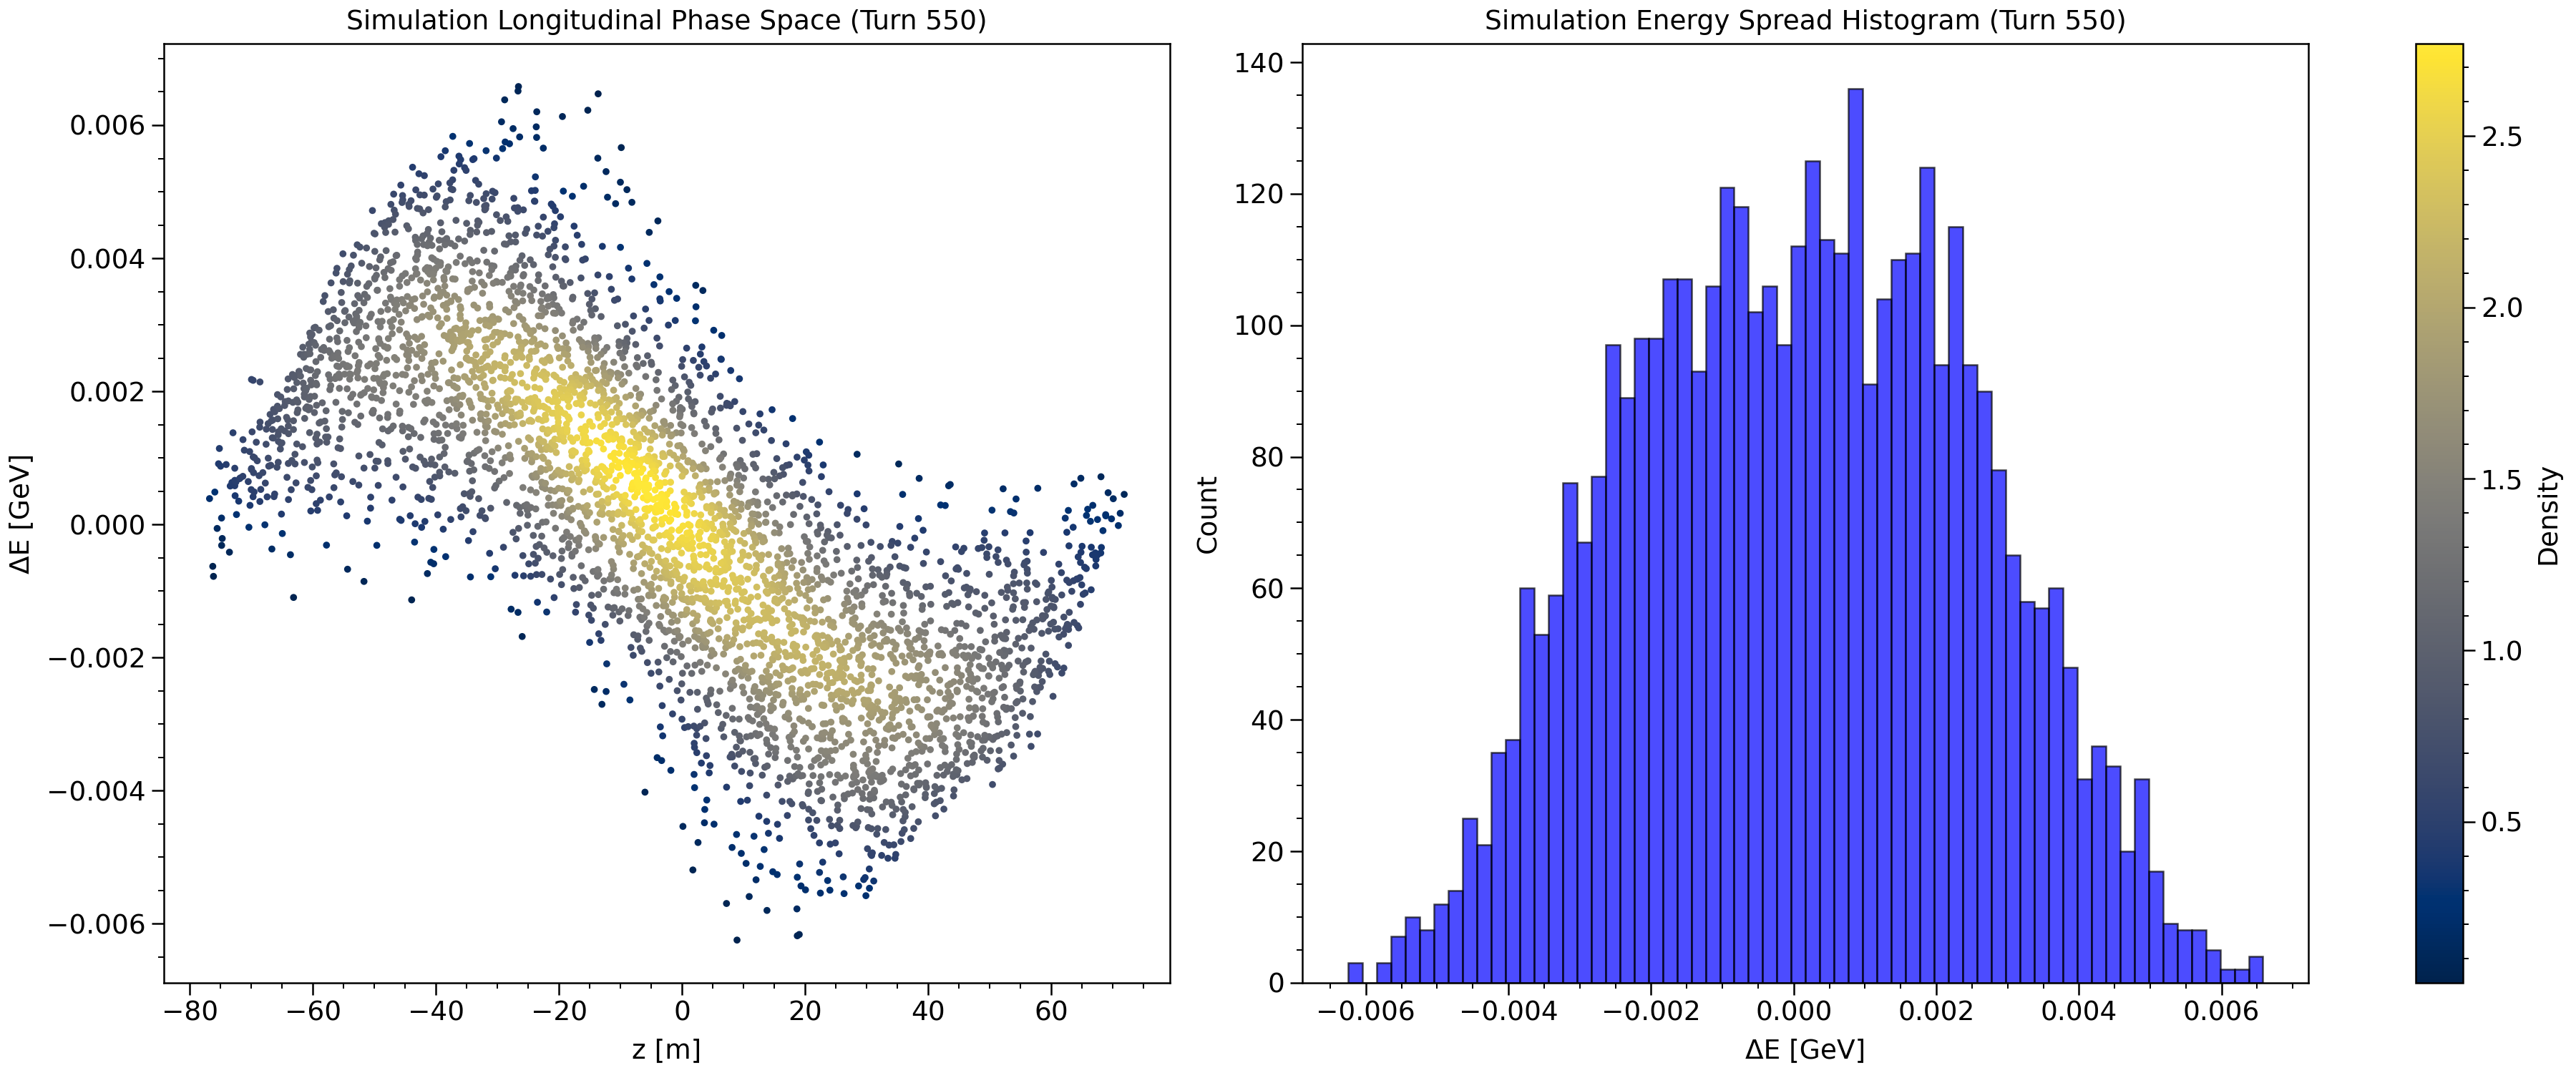 Simulation Longitudinal Phase Space (Turn 550)
ΔE [GeV]
0.006
0.004
0.002
0.000
−0.002
−0.004
−0.006
−80 −60 −40 −20 0 20 40 60
z [m]
Simulation Energy Spread Histogram (Turn 550)
Count
140
120
100
80
60
40
20
0
−0.006 −0.004 −0.002 0.000 0.002 0.004 0.006
ΔE [GeV]
2.5
2.0
1.5
1.0
0.5
Density